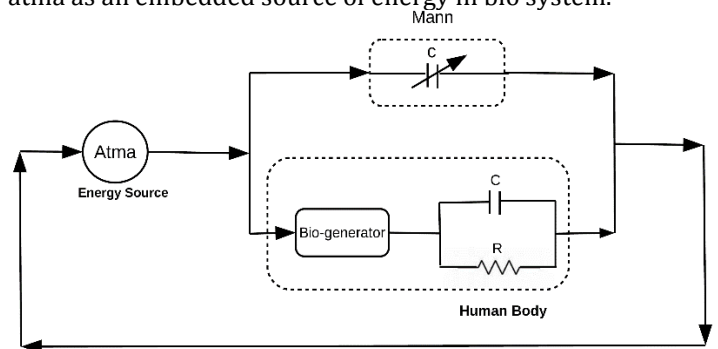 atma as an embedded source of energy in bio system.
Mann
C
Atma
Energy Source
C
Bio-generator
R
Human Body